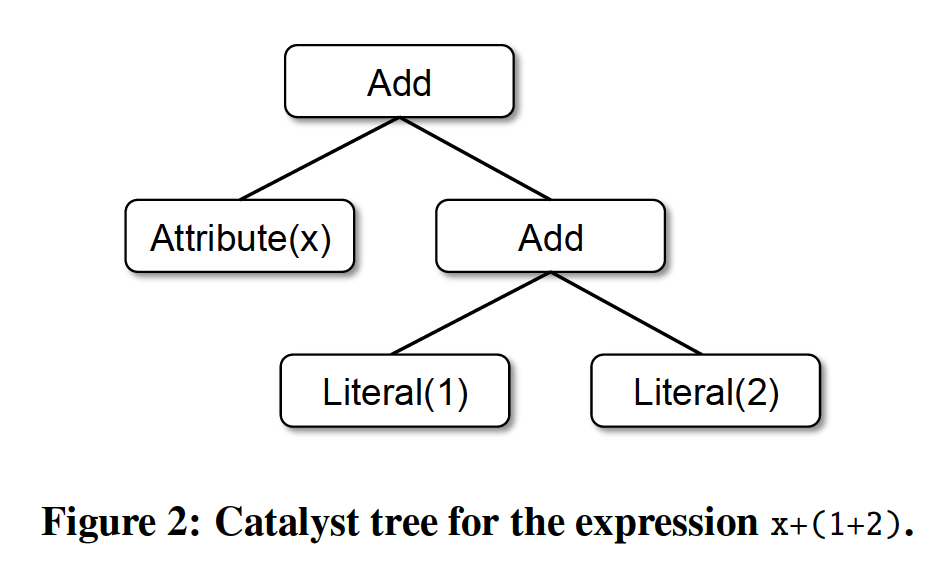 Add
Attribute(x) Add
Literal(1) Literal(2)
Figure 2: Catalyst tree for the expression x+(1+2).